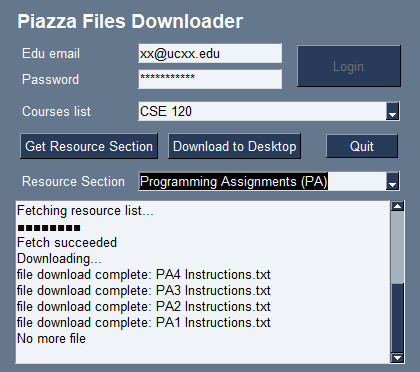 Piazza Files Downloader
Edu email xx@ucxx.edu Login
Password ***********
Courses list CSE 120
Get Resource Section Download to Desktop Quit
Resource Section Programming Assignments (PA)
Fetching resource list...
■■■■■■■■
Fetch succeeded
Downloading...
file download complete: PA4 Instructions.txt
file download complete: PA3 Instructions.txt
file download complete: PA2 Instructions.txt
file download complete: PA1 Instructions.txt
No more file